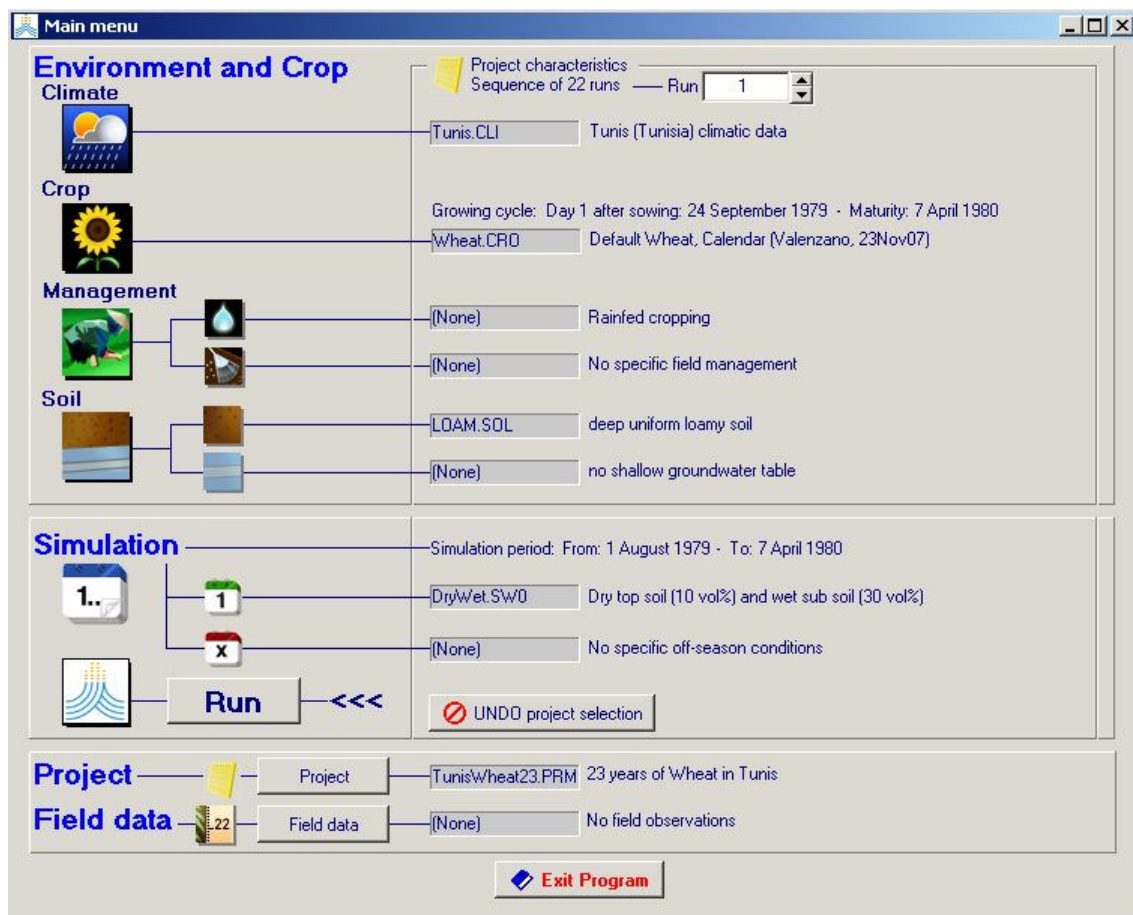 Main menu
Environment and Crop
Project characteristics
Sequence of 22 runs Run 1
Climate
Tunis.CLI Tunis (Tunisia) climatic data
Crop
Growing cycle: Day 1 after sowing: 24 September 1979 - Maturity: 7 April 1980
Wheat.CRO Default Wheat, Calendar (Valenzano, 23Nov07)
Management
(None) Rainfed cropping
(None) No specific field management
Soil
LOAM.SOL deep uniform loamy soil
(None) no shallow groundwater table
Simulation
Simulation period: From: 1 August 1979 - To: 7 April 1980
1..
1 DryWet.SW0 Dry top soil (10 vol%) and wet sub soil (30 vol%)
x (None) No specific off-season conditions
Run <<<
UNDO project selection
Project Project TunisWheat23.PRM 23 years of Wheat in Tunis
Field data ..22 Field data (None) No field observations
Exit Program